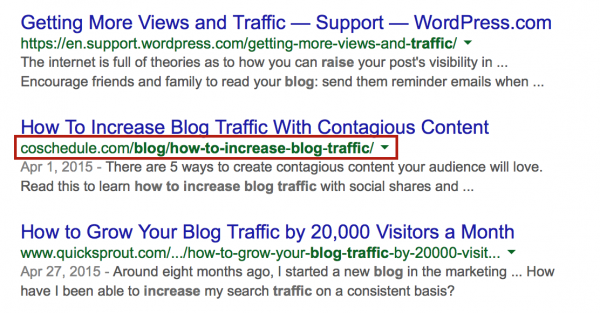 Getting More Views and Traffic — Support — WordPress.com
https://en.support.wordpress.com/getting-more-views-and-traffic/
The internet is full of theories as to how you can raise your post's visibility in ...
Encourage friends and family to read your blog: send them reminder emails when ...
How To Increase Blog Traffic With Contagious Content
coschedule.com/blog/how-to-increase-blog-traffic/
Apr 1, 2015 - There are 5 ways to create contagious content your audience will love.
Read this to learn how to increase blog traffic with social shares and ...
How to Grow Your Blog Traffic by 20,000 Visitors a Month
www.quicksprout.com/.../how-to-grow-your-blog-traffic-by-20000-visit...
Apr 27, 2015 - Around eight months ago, I started a new blog in the marketing ... How
have I been able to increase my search traffic on a consistent basis?